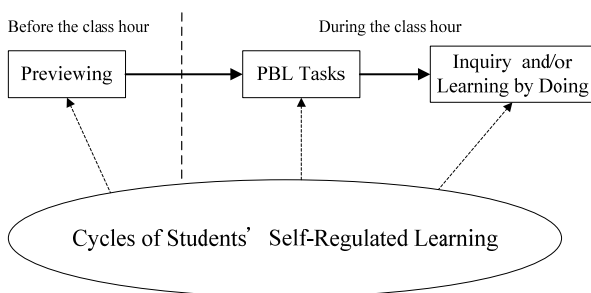 Before the class hour
During the class hour
Previewing
PBL Tasks
Inquiry and/or
Learning by Doing
Cycles of Students’ Self-Regulated Learning